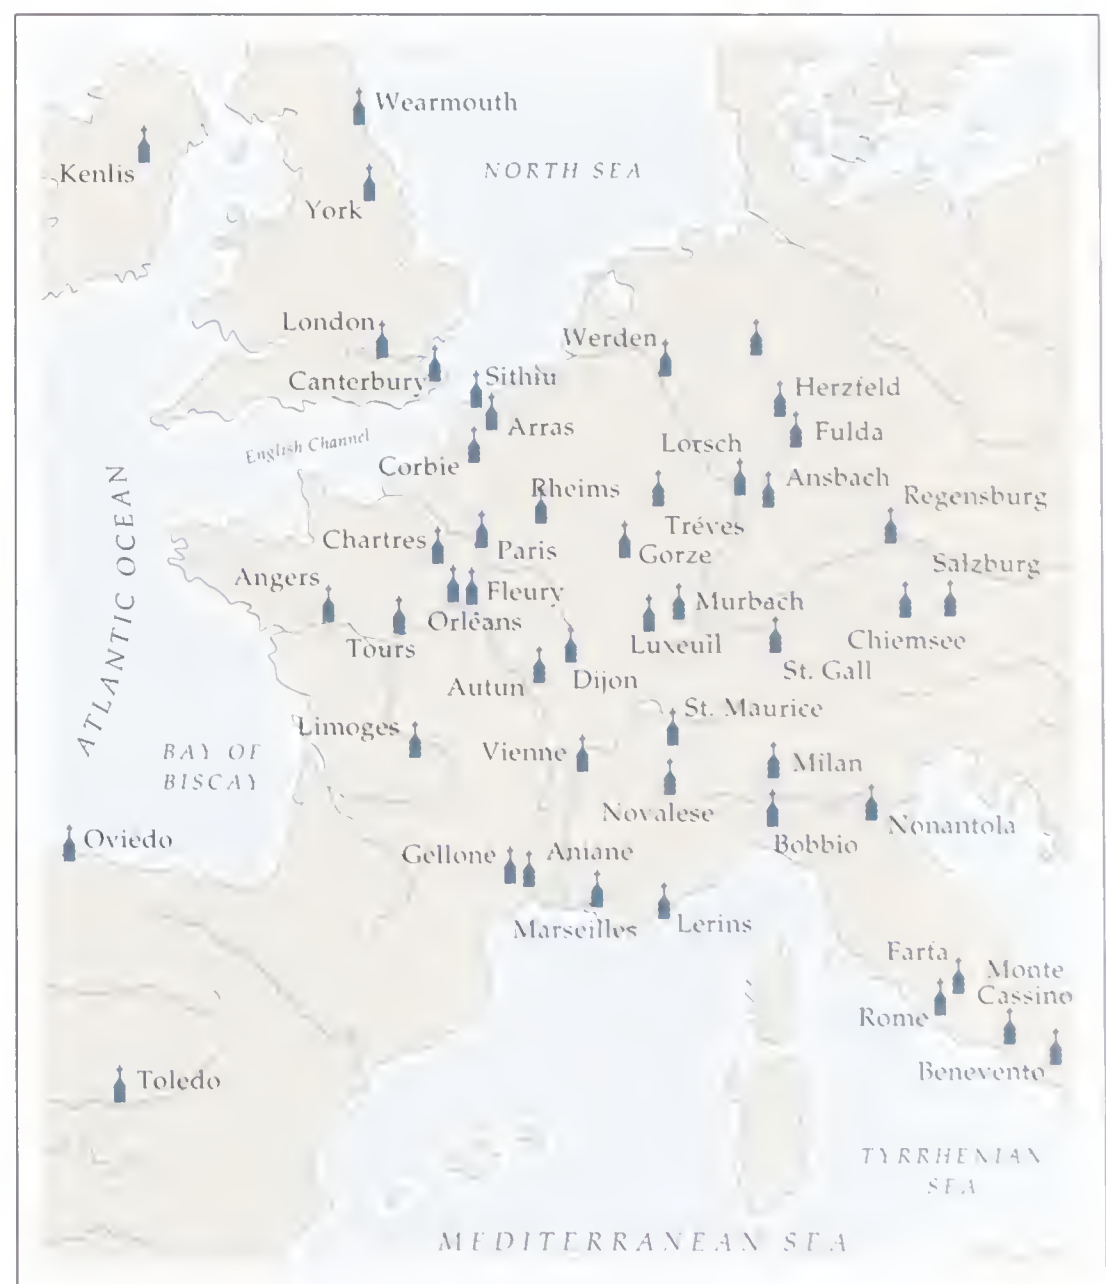 Wearmouth
Kenlis
NORTH SEA
York
London
Werden
Canterbury
Sithiu
Herzfeld
Arras
Fulda
English Channel
Lorsch
Corbie
Ansbach
Rheims
Regensburg
Tréves
Chartres
Paris
Gorze
Salzburg
ATLANTIC OCEAN
Angers
Fleury
Murbach
Orléans
Chiemsee
Tours
Luxeuil
St. Gall
Dijon
Autun
St. Maurice
Limoges
Vienne
BAY OF
BISCAY
Milan
Novalese
Nonantola
Oviedo
Bobbio
Gellone
Aniane
Marseilles
Lerins
Farfa
Monte
Cassino
Rome
Benevento
Toledo
TYRRHENIAN
SEA
MEDITERRANEAN SEA